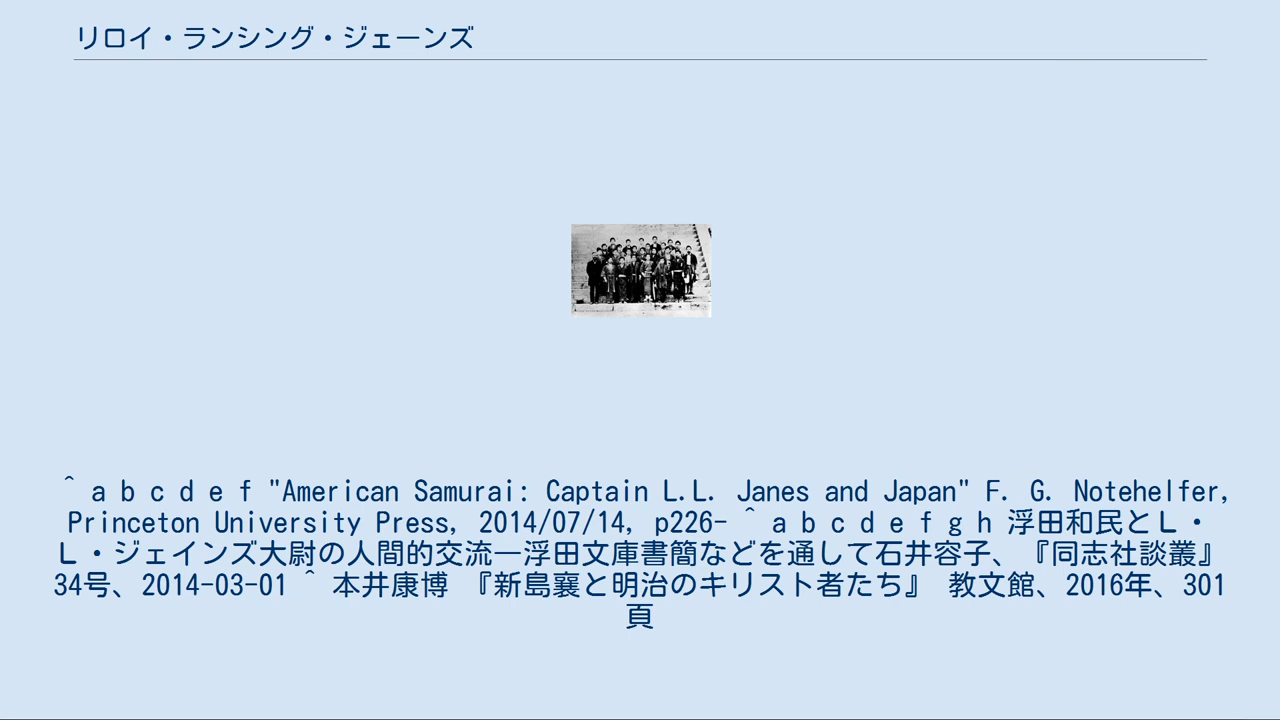 リロイ・ランシング・ジェーンズ
^ a b c d e f "American Samurai: Captain L.L. Janes and Japan" F. G. Notehelfer,
Princeton University Press, 2014/07/14, p226- ^ a b c d e f g h 浮田和民とL・
L・ジェインズ大尉の人間的交流―浮田文庫書簡などを通して石井容子、『同志社談叢』
34号、2014-03-01 ^ 本井康博 『新島襄と明治のキリスト者たち』 教文館、2016年、301
頁